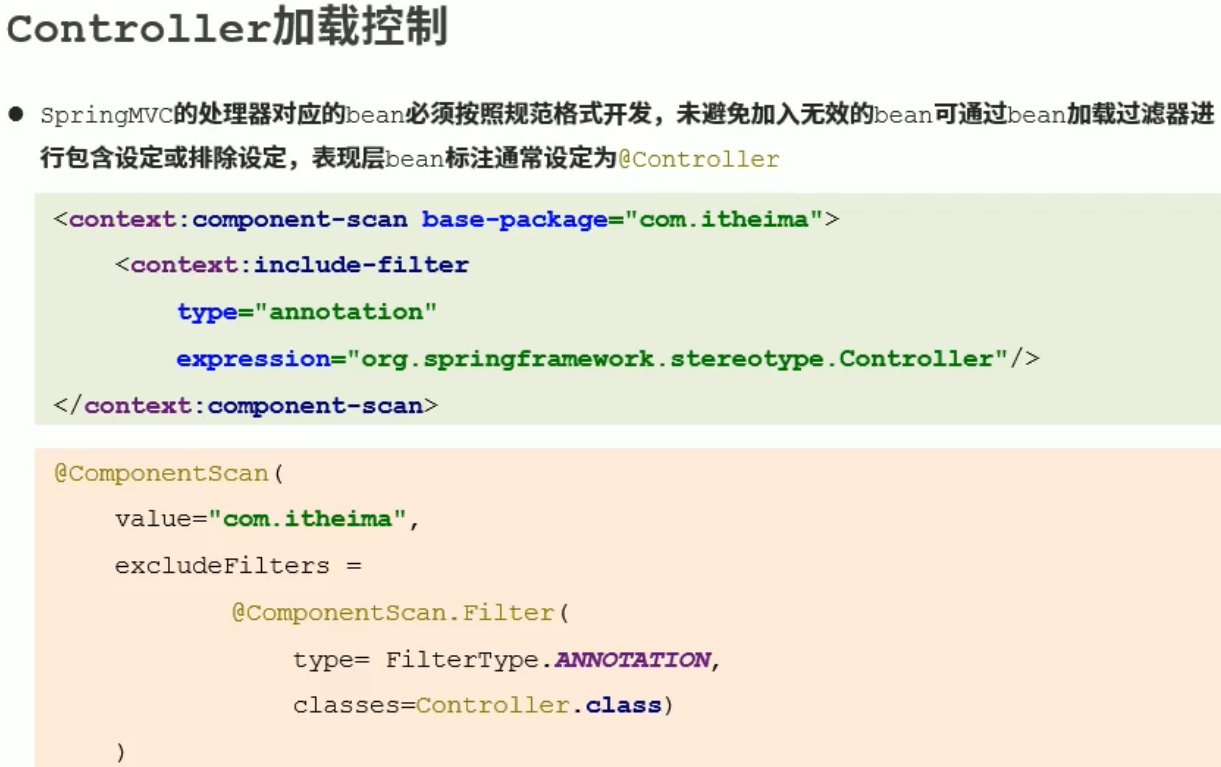 Controller加载控制
● SpringMVC的处理器对应的bean必须按照规范格式开发，未避免加入无效的bean可通过bean加载过滤器进
行包含设定或排除设定，表现层bean标注通常设定为@Controller
<context:component-scan base-package="com.itheima">
<context:include-filter
type="annotation"
expression="org.springframework.stereotype.Controller"/>
</context:component-scan>
@ComponentScan(
value="com.itheima",
excludeFilters =
@ComponentScan.Filter(
type= FilterType.ANNOTATION,
classes=Controller.class)
)